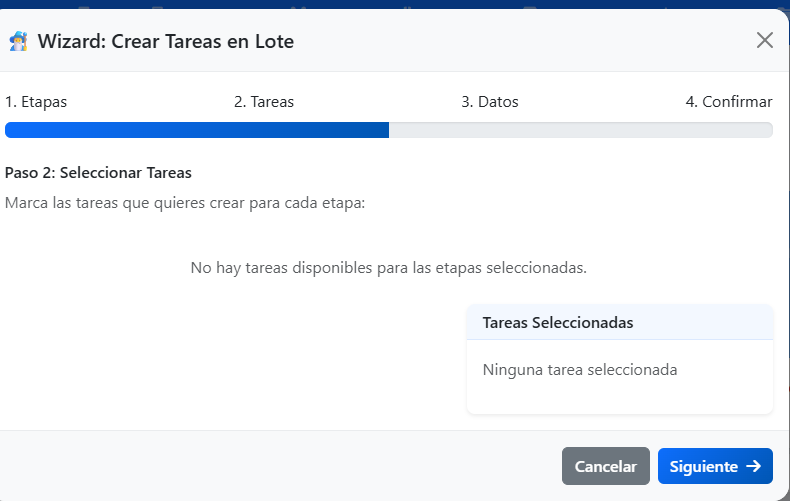 Wizard: Crear Tareas en Lote
1. Etapas 2. Tareas 3. Datos 4. Confirmar
Paso 2: Seleccionar Tareas
Marca las tareas que quieres crear para cada etapa:
No hay tareas disponibles para las etapas seleccionadas.
Tareas Seleccionadas
Ninguna tarea seleccionada
Cancelar Siguiente →